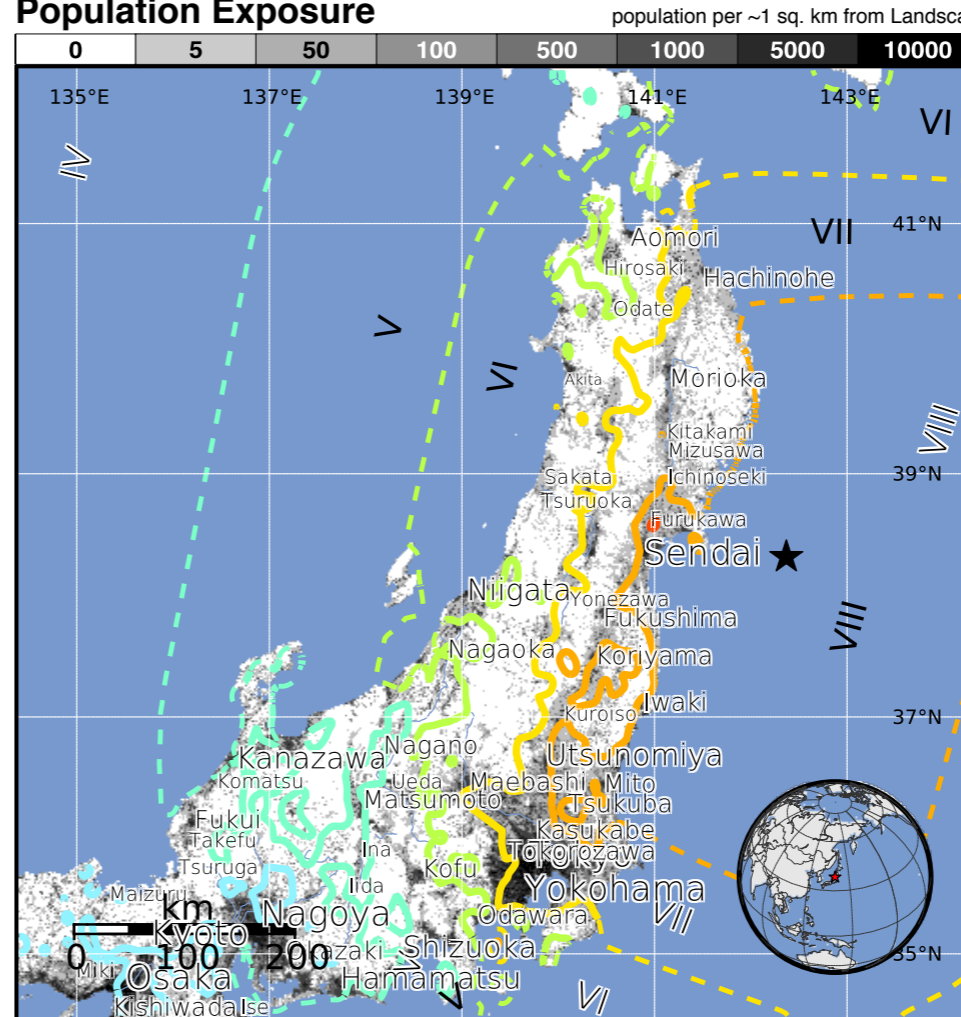 Population Exposure
population per ~1 sq. km from Landsca
0 5 50 100 500 1000 5000 10000
135°E 137°E 139°E 141°E 143°E
VI
IV
41°N
VII
Aomori
Hirosaki
Hachinohe
Odate
V
VI
Akita
Morioka
VIII
Kitakami
Mizusawa
39°N
Sakata
Ichinoseki
Tsuruoka
Furukawa
Sendai
Niigata
Yonezawa
Fukushima
VIII
Nagaoka
Koriyama
Iwaki
Kuroiso
37°N
Nagano
Kanazawa
Utsunomiya
Komatsu
Ueda
Maebashi
Mito
Matsumoto
Tsukuba
Fukui
Kasukabe
Takefu
Ina
Tokorozawa
Tsuruga
Kofu
Iida
Yokohama
Maizuru
km
Nagoya
Odawara
VII
Kyoto
0 100 200
azaki
Shizuoka
35°N
Miki
Osaka
IV
Hamamatsu
V
VI
Kishiwada
Ise